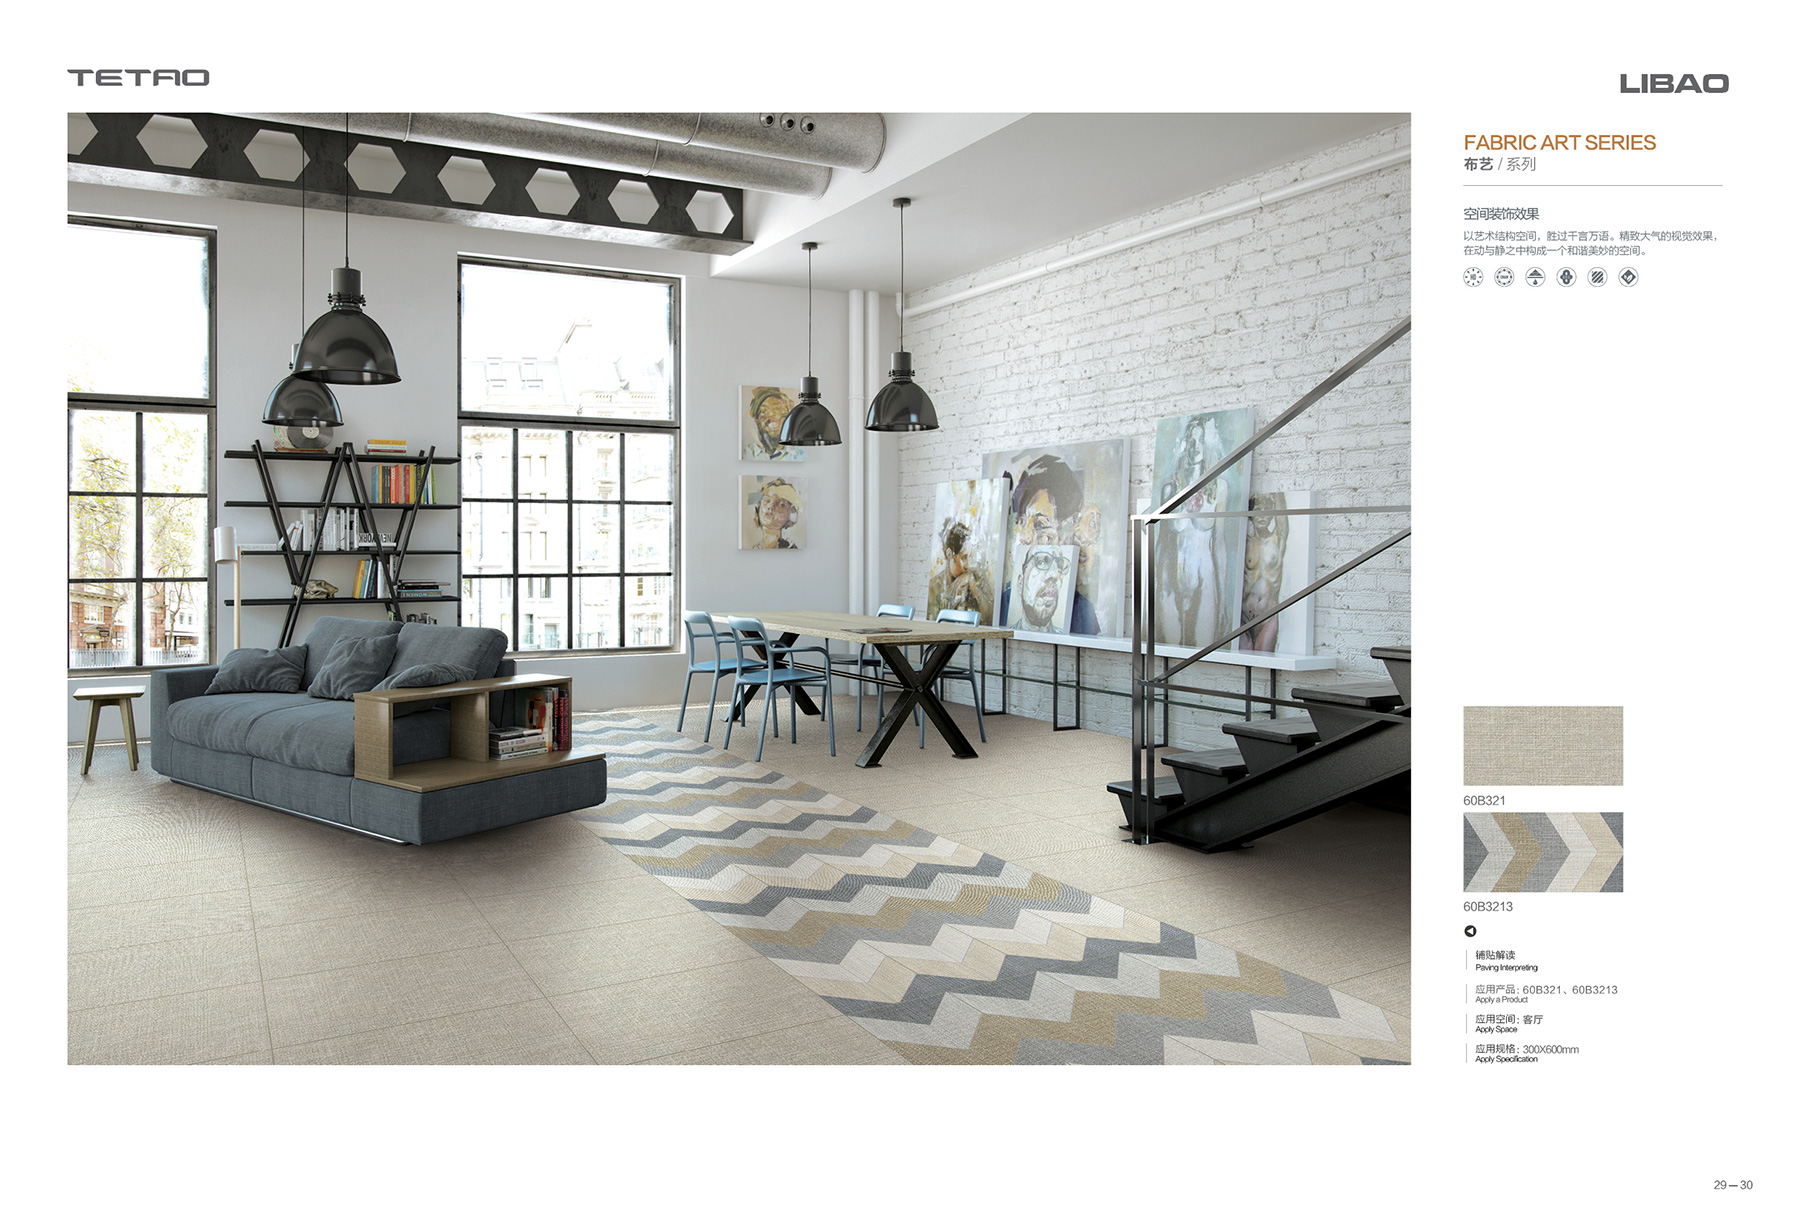 TETAO
LIBAO
FABRIC ART SERIES
布艺 / 系列
空间装饰效果
以艺术结构空间，胜过千言万语。精致大气的视觉效果，
在动与静之中构成一个和谐美妙的空间。
NEW YORK
60B321
60B3213
铺贴解读
Paving Interpreting
应用产品：60B321、60B3213
Apply a Product
应用空间：客厅
Apply Space
应用规格：300X600mm
Apply Specification
29—30